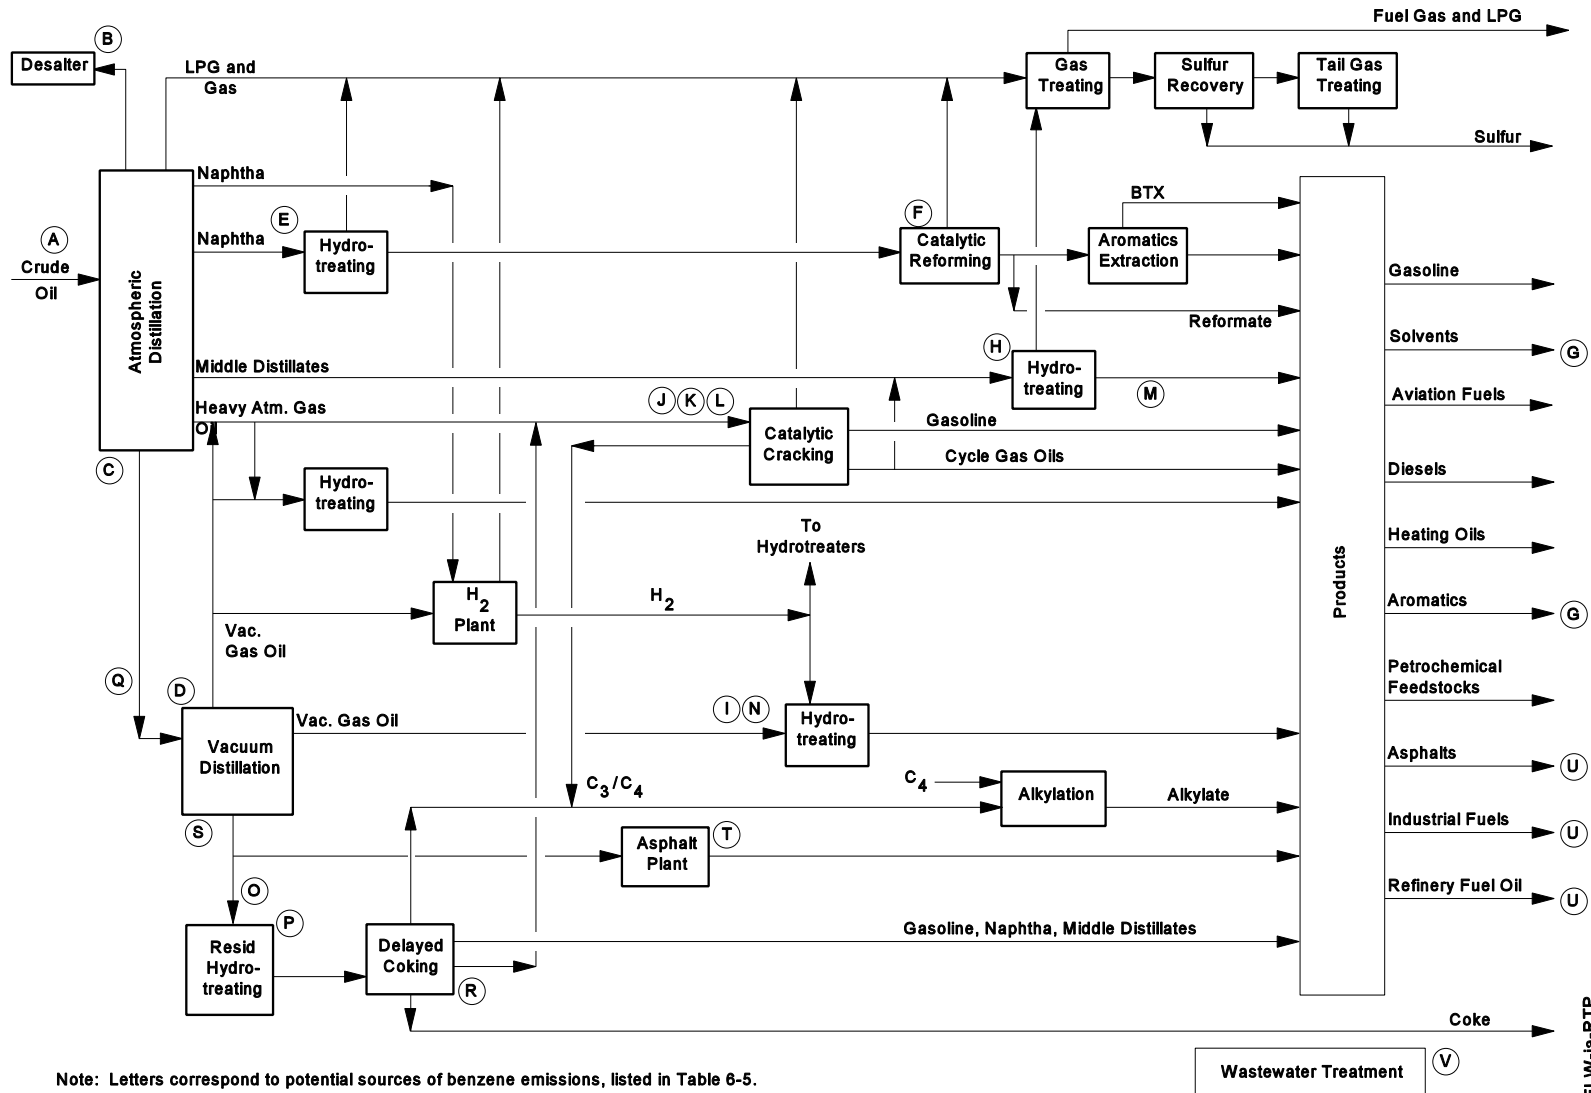 Fuel Gas and LPG
B
Desalter
LPG and
Gas
Gas
Treating
Sulfur
Recovery
Tail Gas
Treating
Sulfur
Naphtha
BTX
E
F
Naphtha
Hydro-
treating
Catalytic
Reforming
Aromatics
Extraction
A
Crude
Oil
Atmospheric
Distillation
Gasoline
Reformate
Solvents
G
H
Middle Distillates
Hydro-
treating
M
Aviation Fuels
Heavy Atm. Gas
Oil
J K L
Catalytic
Cracking
Gasoline
Cycle Gas Oils
C
Diesels
Hydro-
treating
To
Hydrotreaters
Heating Oils
Products
H2
Plant
H2
Aromatics
G
Vac.
Gas Oil
Q
D
Petrochemical
Feedstocks
Vac. Gas Oil
I N
Hydro-
treating
Vacuum
Distillation
Asphalts
U
C3/C4
C4
Alkylation
Alkylate
S
Asphalt
Plant
T
Industrial Fuels
U
O
Refinery Fuel Oil
U
P
Resid
Hydro-
treating
Delayed
Coking
Gasoline, Naphtha, Middle Distillates
R
Coke
Wastewater Treatment
V
Note: Letters correspond to potential sources of benzene emissions, listed in Table 6-5.